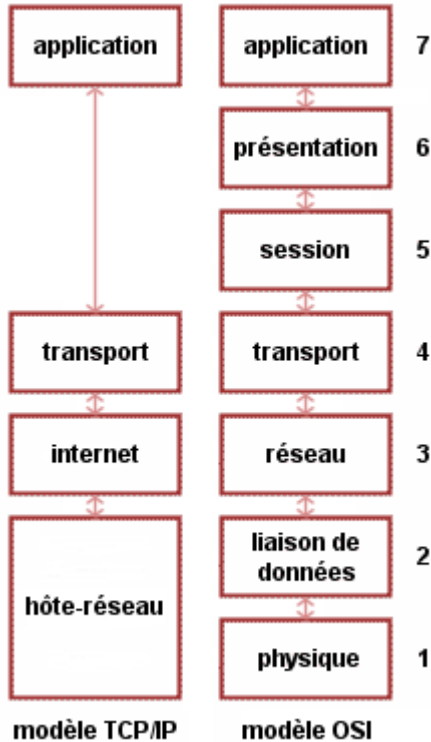 application
application
7
présentation
6
session
5
transport
transport
4
internet
réseau
3
liaison de
données
2
hôte-réseau
physique
1
modèle TCP/IP
modèle OSI